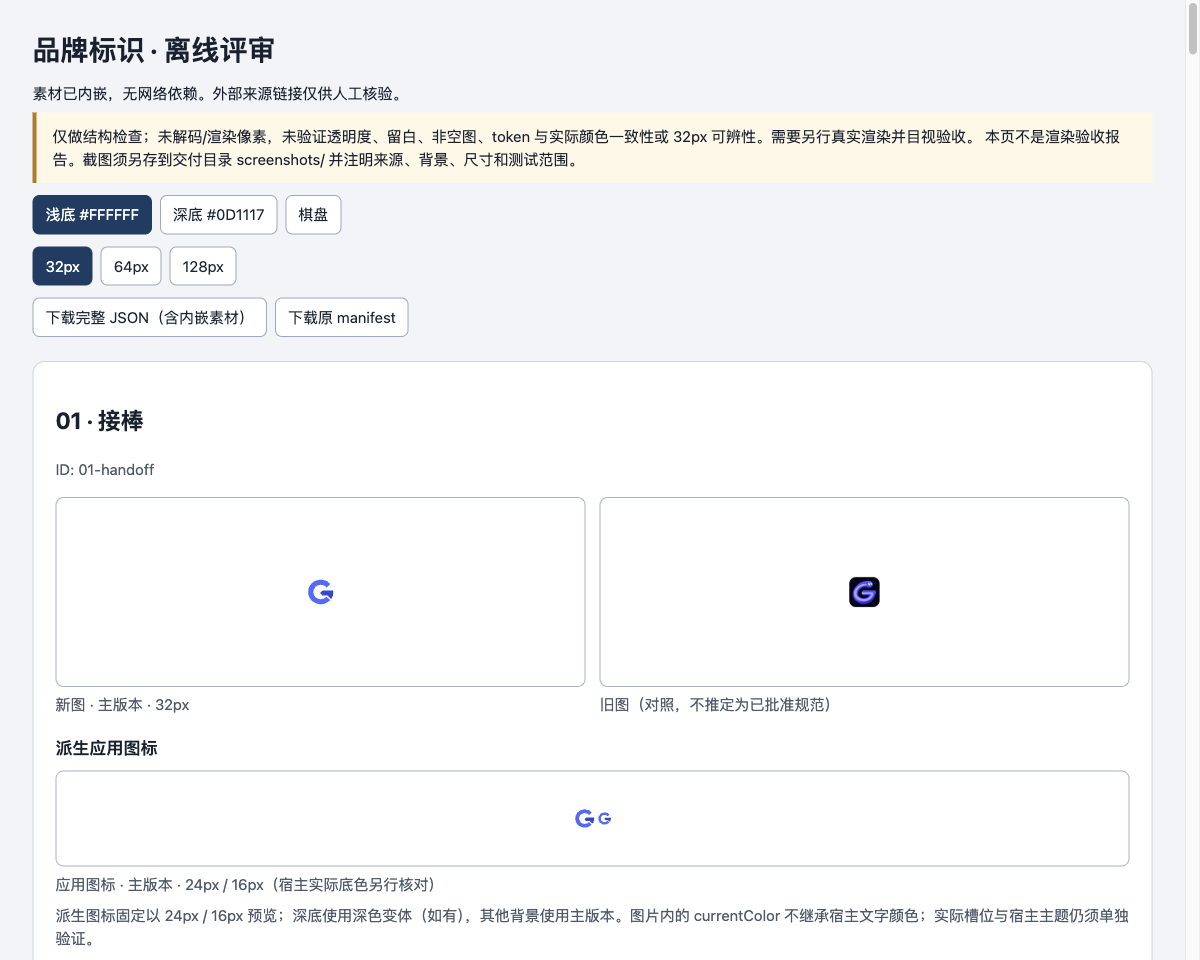 品牌标识 · 离线评审
素材已内嵌，无网络依赖。外部来源链接仅供人工核验。
仅做结构检查；未解码/渲染像素，未验证透明度、留白、非空图、token 与实际颜色一致性或 32px 可辨性。需要另行真实渲染并目视验收。 本页不是渲染验收报
告。截图须另存到交付目录 screenshots/ 并注明来源、背景、尺寸和测试范围。
浅底 #FFFFFF 深底 #0D1117 棋盘
32px 64px 128px
下载完整 JSON（含内嵌素材） 下载原 manifest
01 · 接棒
ID: 01-handoff
新图 · 主版本 · 32px 旧图（对照，不推定为已批准规范）
派生应用图标
应用图标 · 主版本 · 24px / 16px（宿主实际底色另行核对）
派生图标固定以 24px / 16px 预览；深底使用深色变体（如有），其他背景使用主版本。图片内的 currentColor 不继承宿主文字颜色；实际槽位与宿主主题仍须单独
验证。